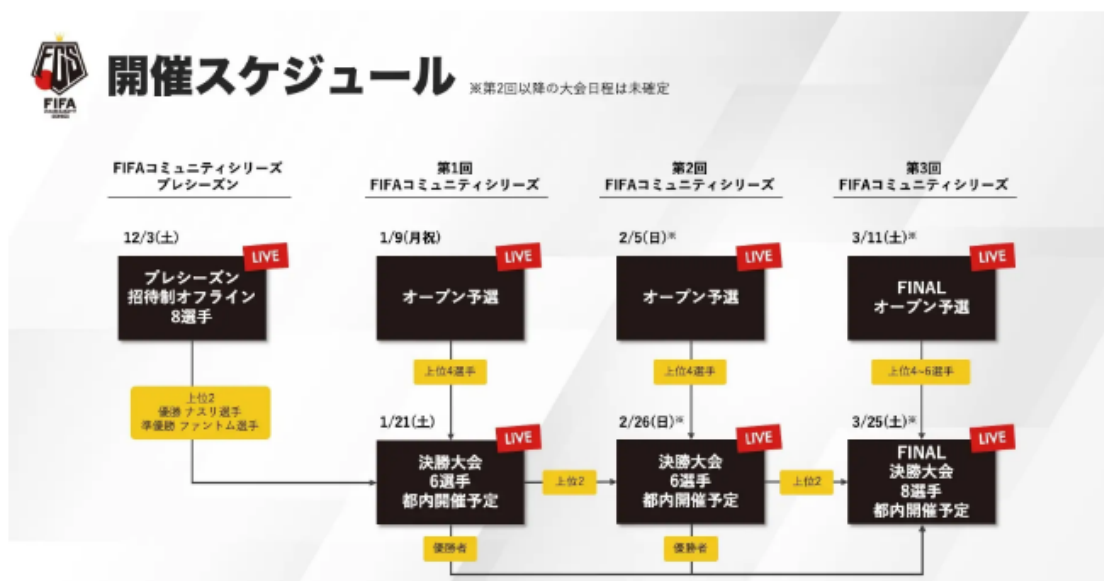 FCS
FIFA
開催スケジュール
※第2回以降の大会日程は未確定
FIFAコミュニティシリーズ
プレシーズン
第1回
FIFAコミュニティシリーズ
第2回
FIFAコミュニティシリーズ
第3回
FIFAコミュニティシリーズ
12/3(土)
LIVE
プレシーズン
招待制オフライン
8選手
1/9(月祝)
LIVE
オープン予選
2/5(日)※
LIVE
オープン予選
3/11(土)※
LIVE
FINAL
オープン予選
上位2
優勝 ナスリ選手
準優勝 ファントム選手
上位4選手
上位4選手
上位4~6選手
1/21(土)
LIVE
決勝大会
6選手
都内開催予定
上位2
2/26(日)※
LIVE
決勝大会
6選手
都内開催予定
上位2
3/25(土)※
LIVE
FINAL
決勝大会
8選手
都内開催予定
優勝者
優勝者